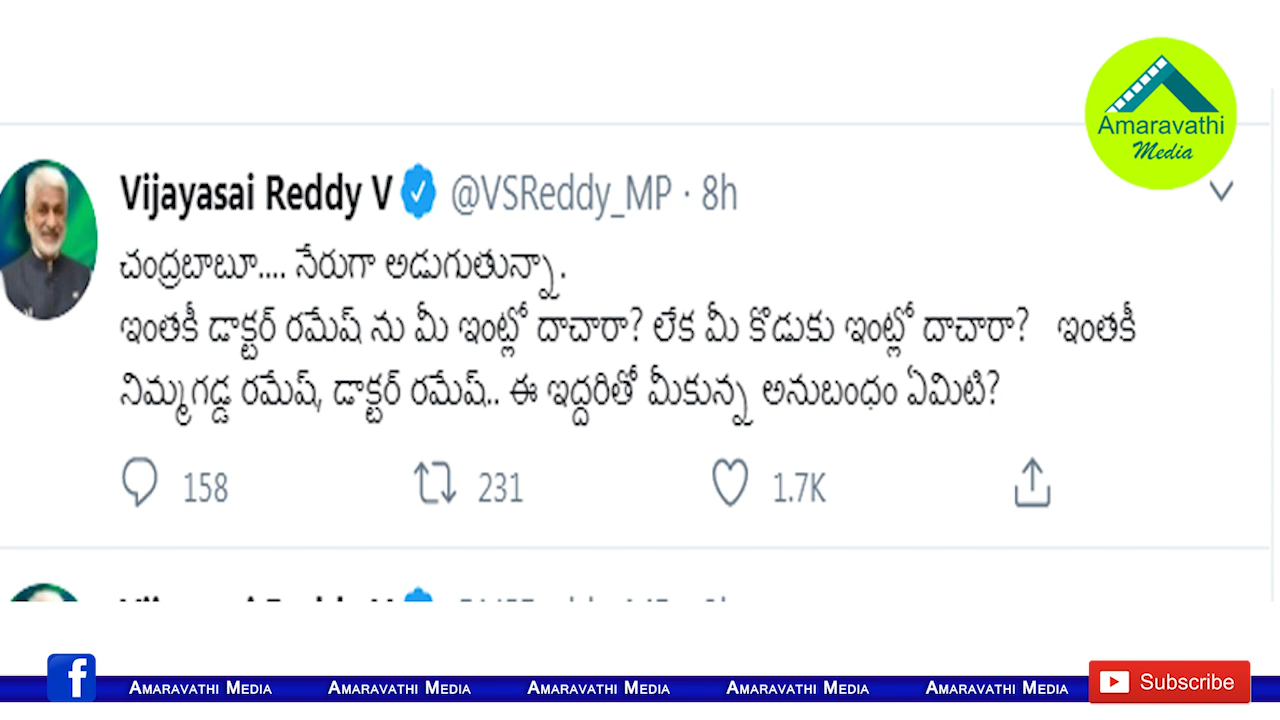 Amaravathi
Media
Vijayasai Reddy V @VSReddy_MP · 8h
చంద్రబాబూ.... నేరుగా అడుగుతున్నా.
ఇంతకీ డాక్టర్ రమేష్ ను మీ ఇంట్లో దాచారా? లేక మీ కొడుకు ఇంట్లో దాచారా? ఇంతకీ
నిమ్మగడ్డ రమేష్, డాక్టర్ రమేష్.. ఈ ఇద్దరితో మీకున్న అనుబంధం ఏమిటి?
158 231 1.7K
Amaravathi Media Amaravathi Media Amaravathi Media Amaravathi Media Amaravathi Media Subscribe